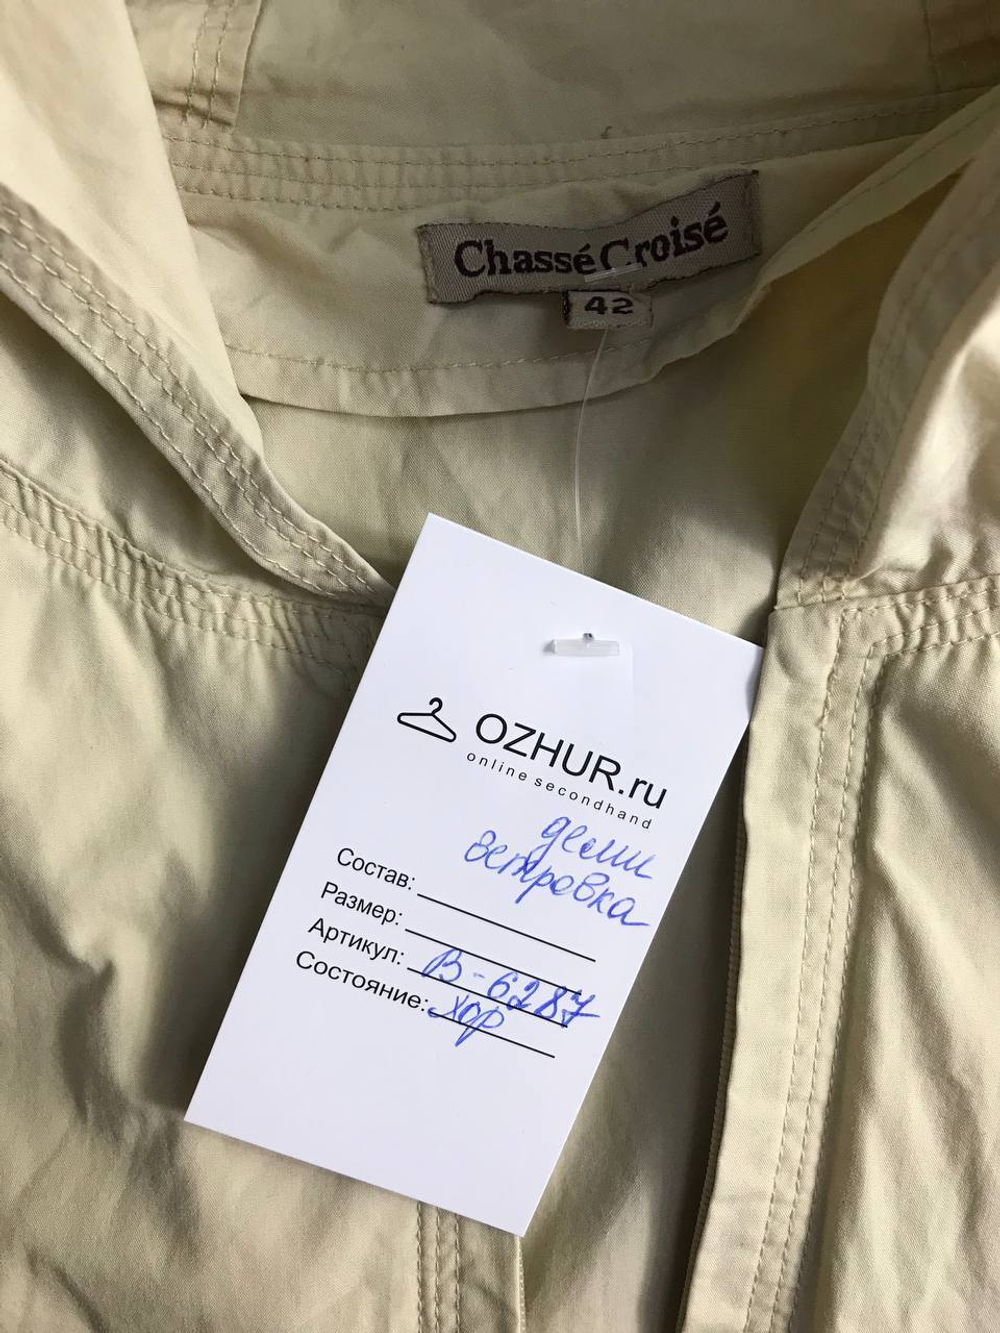 Chassé Croisé
42
OZHUR.ru
online secondhand
деми
ветровка
Состав:
Размер:
Артикул: В-6287
Состояние: хор